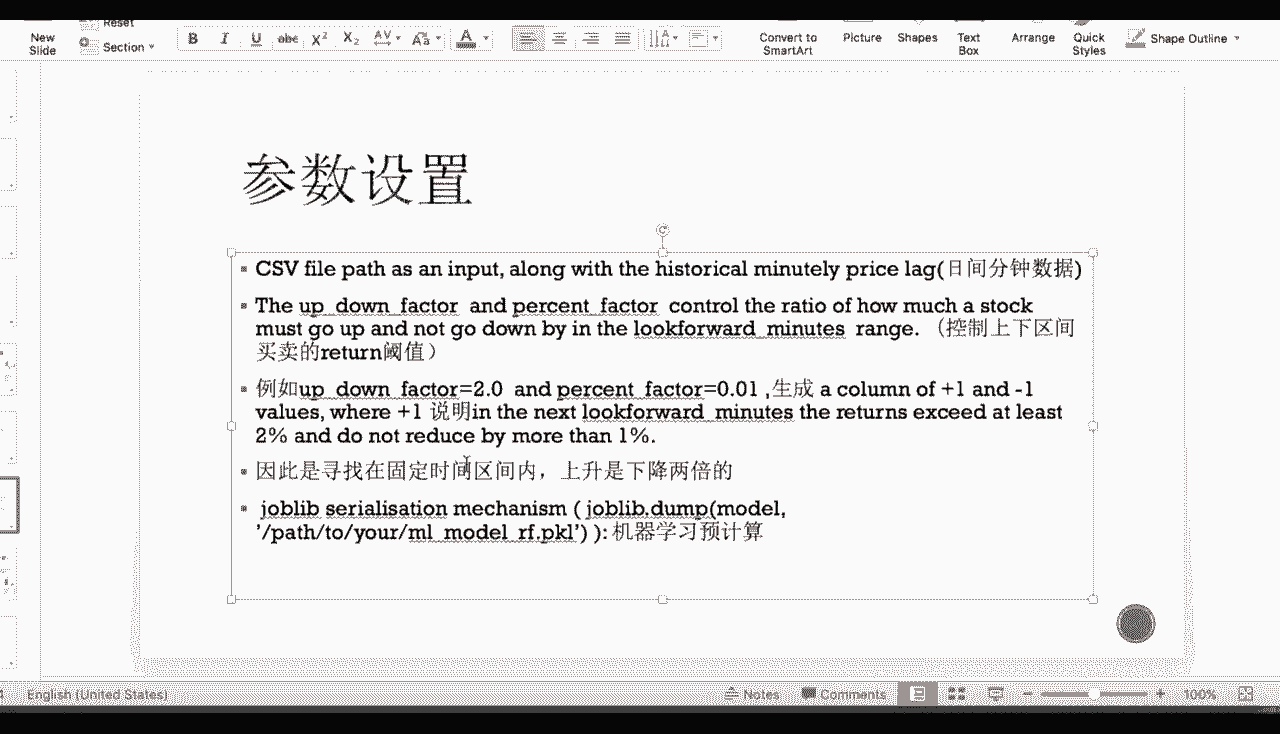 Reset
New
Slide
Section
B I U abc X² X₂ AV Aa A
Convert to
SmartArt
Picture
Shapes
Text
Box
Arrange
Quick
Styles
Shape Outline
参数设置
CSV file path as an input, along with the historical minutely price lag(日间分钟数据)
The up_down_factor and percent_factor control the ratio of how much a stock
must go up and not go down by in the lookforward_minutes range. （控制上下区间
买卖的return阈值）
例如up_down_factor=2.0 and percent_factor=0.01 ,生成 a column of +1 and -1
values, where +1 说明in the next lookforward_minutes the returns exceed at least
2% and do not reduce by more than 1%.
因此是寻找在固定时间区间内，上升是下降两倍的
joblib serialisation mechanism ( joblib.dump(model,
’/path/to/your/ml_model_rf.pkl’) ): 机器学习预计算
English (United States)
Notes
Comments
100%